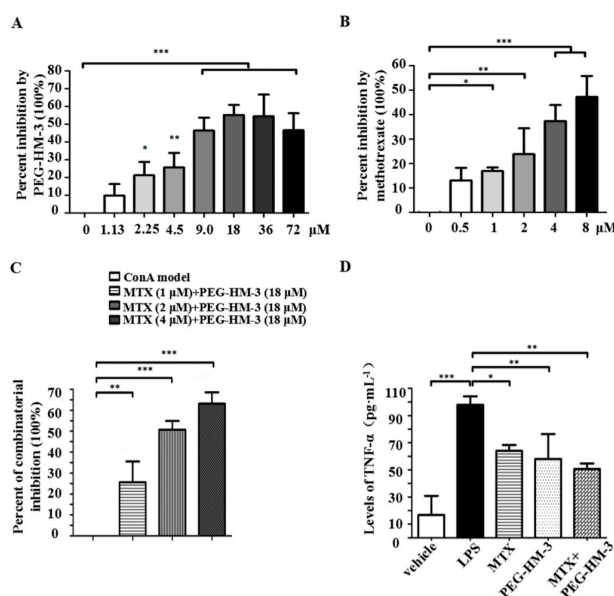 A
***
Percent inhibition by
PEG-HM-3 (100%)
80
70
60
50
40
30
20
10
0
*
**
0 1.13 2.25 4.5 9.0 18 36 72 µM
B
***
**
*
Percent inhibition by
methotrexate (100%)
60
50
40
30
20
10
0
0 0.5 1 2 4 8 µM
C
ConA model
MTX (1 µM)+PEG-HM-3 (18 µM)
MTX (2 µM)+PEG-HM-3 (18 µM)
MTX (4 µM)+PEG-HM-3 (18 µM)
***
***
**
Percent of combinatorial
inhibition (100%)
70
60
50
40
30
20
10
0
D
**
**
*** *
Levels of TNF-α (pg·mL⁻¹)
110
90
70
50
30
10
vehicle
LPS
MTX
PEG-HM-3
MTX+
PEG-HM-3